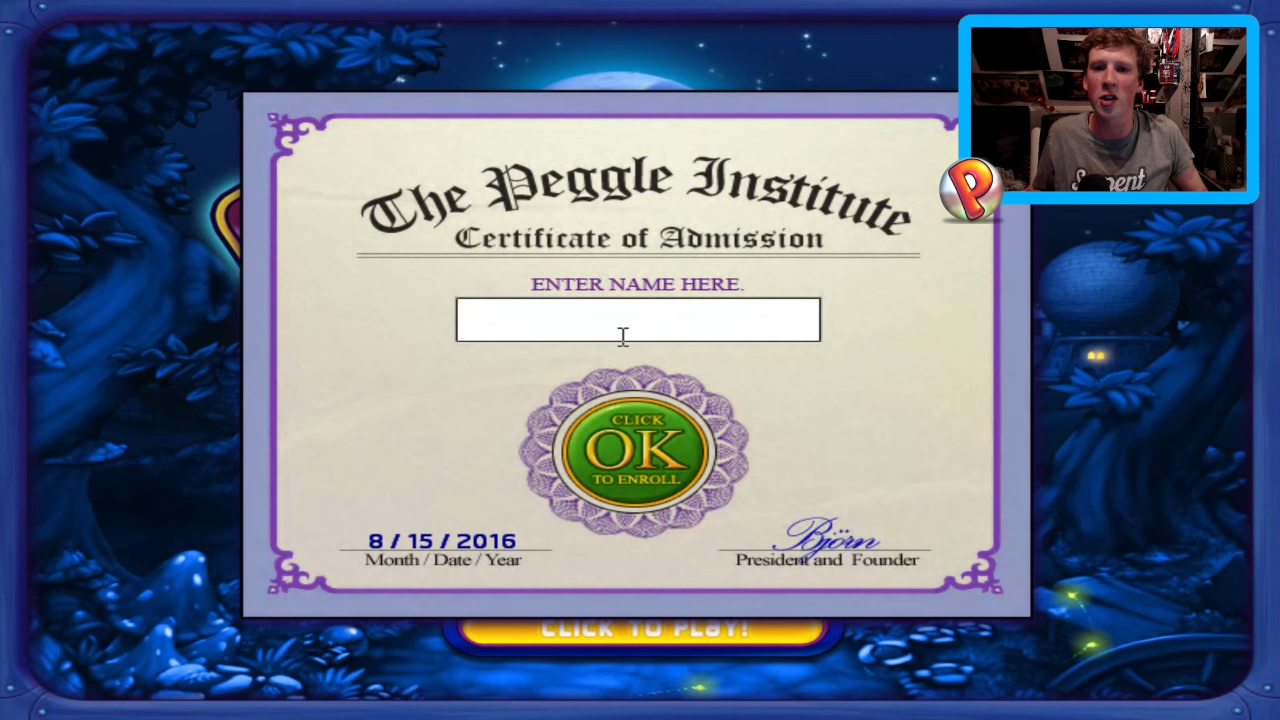 The Peggle Institute
Certificate of Admission
ENTER NAME HERE.
CLICK
OK
TO ENROLL
8 / 15 / 2016
Month / Date / Year
Björn
President and Founder
CLICK TO PLAY!
P